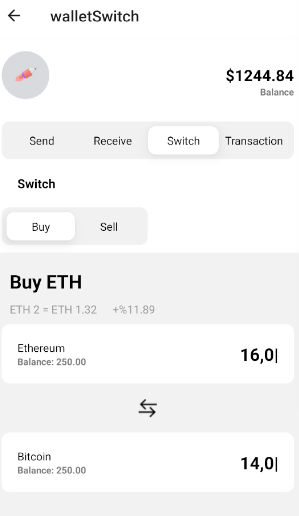 walletSwitch
$1244.84
Balance
Send Receive Switch Transaction
Switch
Buy Sell
Buy ETH
ETH 2 = ETH 1.32 +%11.89
Ethereum
Balance: 250.00
16,0
Bitcoin
Balance: 250.00
14,0